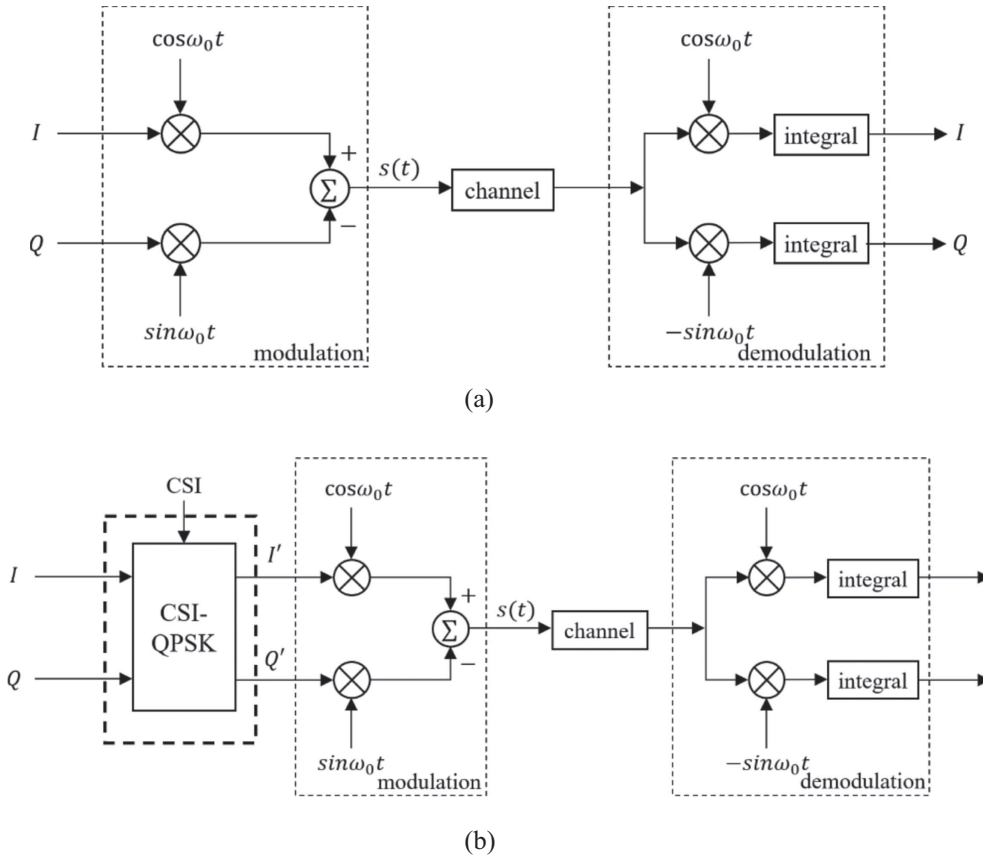 cosω₀t
cosω₀t
I
integral
I
+
s(t)
Σ
channel
−
Q
integral
Q
sinω₀t
−sinω₀t
modulation
demodulation
(a)
CSI
cosω₀t
cosω₀t
I
I′
integral
CSI-
QPSK
+
s(t)
Σ
channel
−
Q
Q′
integral
sinω₀t
−sinω₀t
modulation
demodulation
(b)